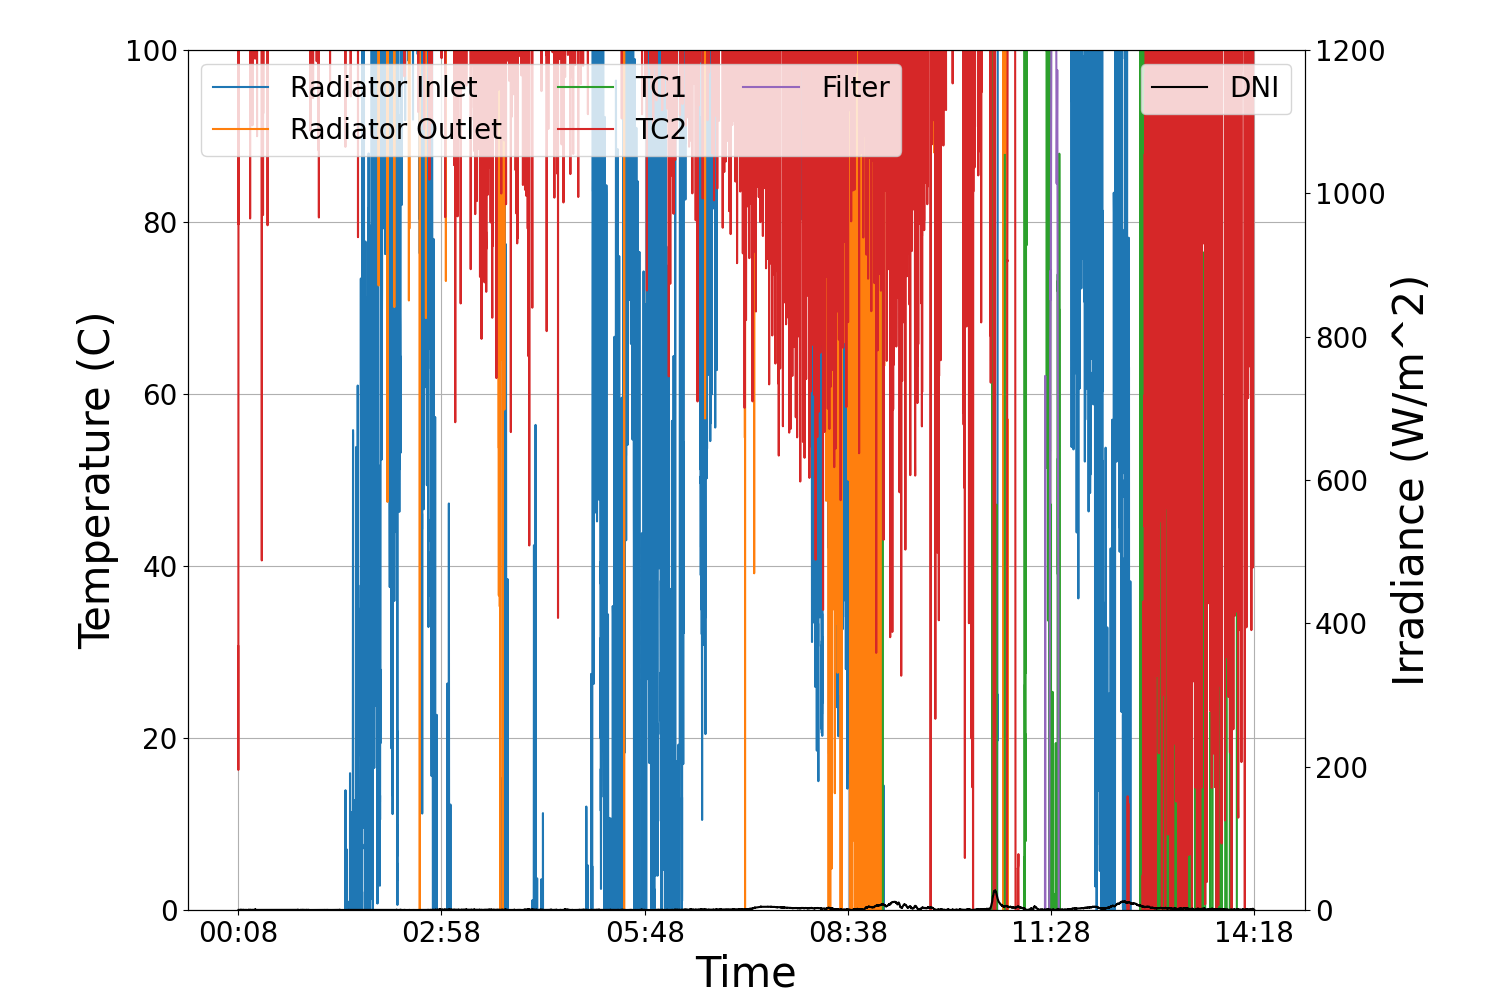 100
80
60
40
20
0
Temperature (C)
Radiator Inlet
Radiator Outlet
TC1
TC2
Filter
DNI
1200
1000
800
600
400
200
0
Irradiance (W/m^2)
00:08 02:58 05:48 08:38 11:28 14:18
Time